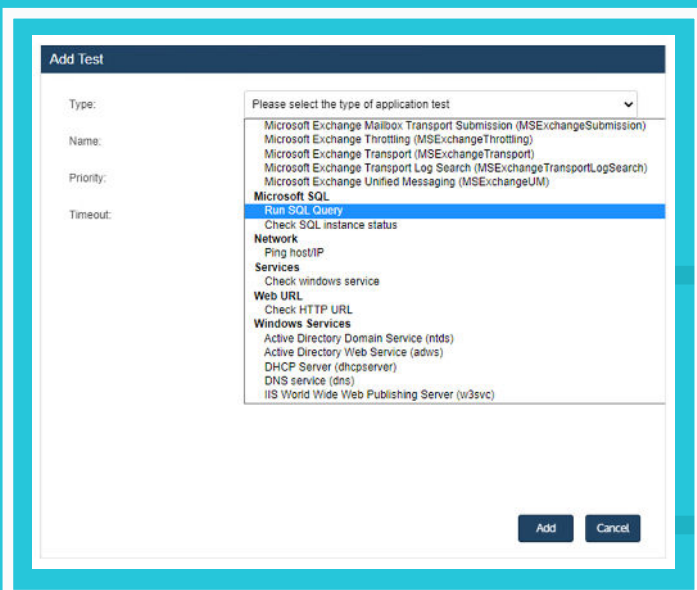 Add Test
Type:
Please select the type of application test
Microsoft Exchange Mailbox Transport Submission (MSExchangeSubmission)
Name:
Microsoft Exchange Throttling (MSExchangeThrottling)
Microsoft Exchange Transport (MSExchangeTransport)
Microsoft Exchange Transport Log Search (MSExchangeTransportLogSearch)
Priority:
Microsoft Exchange Unified Messaging (MSExchangeUM)
Microsoft SQL
Run SQL Query
Timeout:
Check SQL instance status
Network
Ping host/IP
Services
Check windows service
Web URL
Check HTTP URL
Windows Services
Active Directory Domain Service (ntds)
Active Directory Web Service (adws)
DHCP Server (dhcpserver)
DNS service (dns)
IIS World Wide Web Publishing Server (w3svc)
Add
Cancel